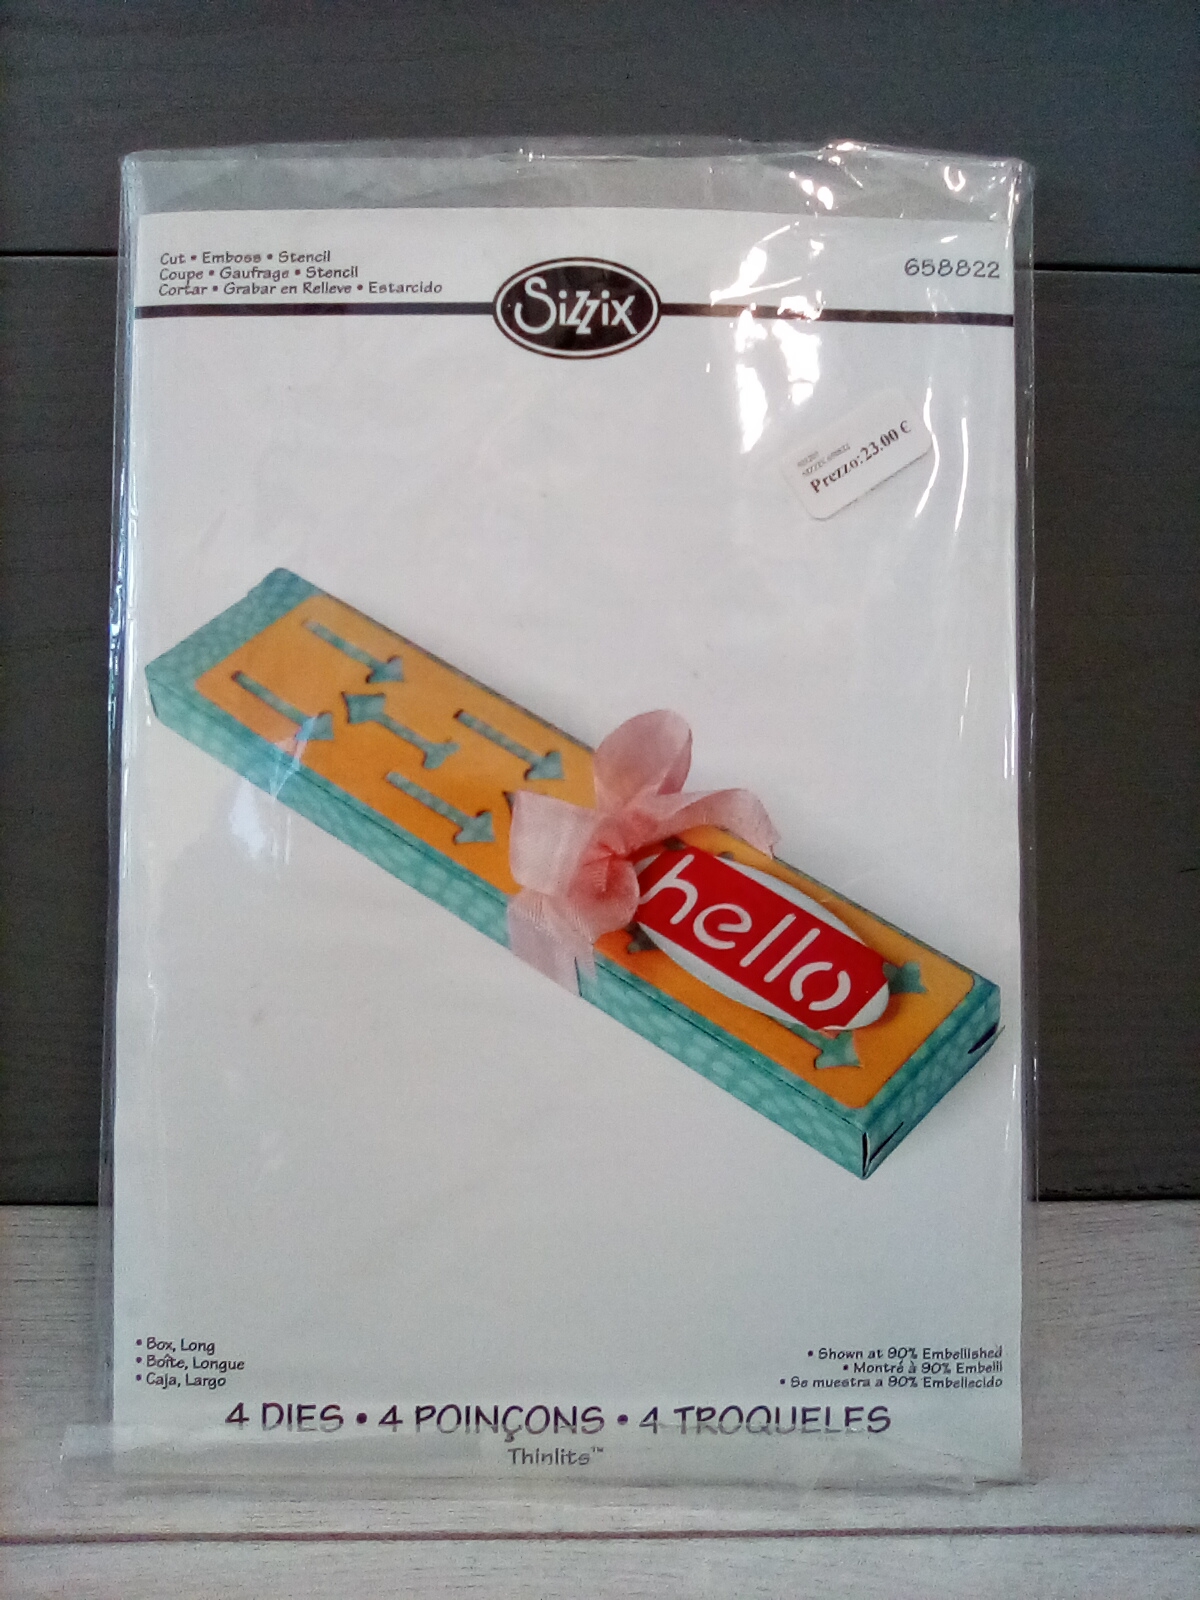 Cut • Emboss • Stencil
Coupe • Gaufrage • Stencil
Cortar • Grabar en Relieve • Estarcido
Sizzix
658822
Prezzo: 23.00 €
hello
• Box, Long
• Boîte, Longue
• Caja, Largo
• Shown at 90% Embellished
• Montré à 90% Embelli
• Se muestra a 90% Embellecido
4 DIES • 4 POINÇONS • 4 TROQUELES
Thinlits™